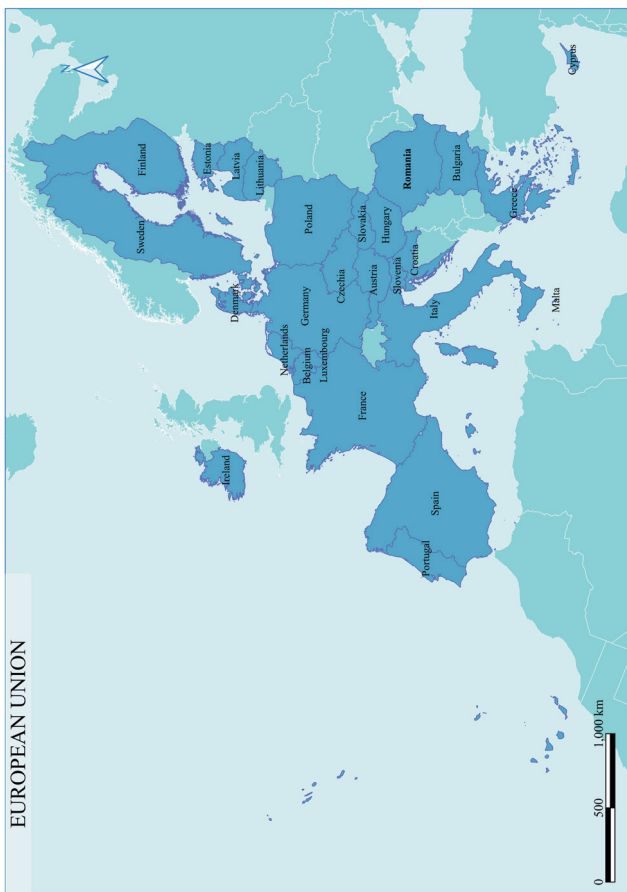 EUROPEAN UNION
N
Finland
Sweden
Estonia
Latvia
Lithuania
Denmark
Ireland
Netherlands
Belgium
Luxembourg
Germany
Poland
Czechia
Slovakia
Austria
Hungary
Slovenia
Croatia
Romania
Bulgaria
France
Italy
Spain
Portugal
Greece
Malta
Cyprus
0 500 1,000 km